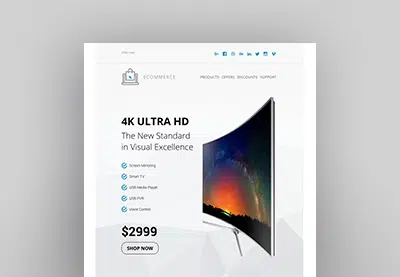 ECOMMERCE
PRODUCTS OFFERS DISCOUNTS SUPPORT
4K ULTRA HD
The New Standard
in Visual Excellence
Screen Mirroring
Smart TV
USB Media Player
USB PVR
Voice Control
$2999
SHOP NOW